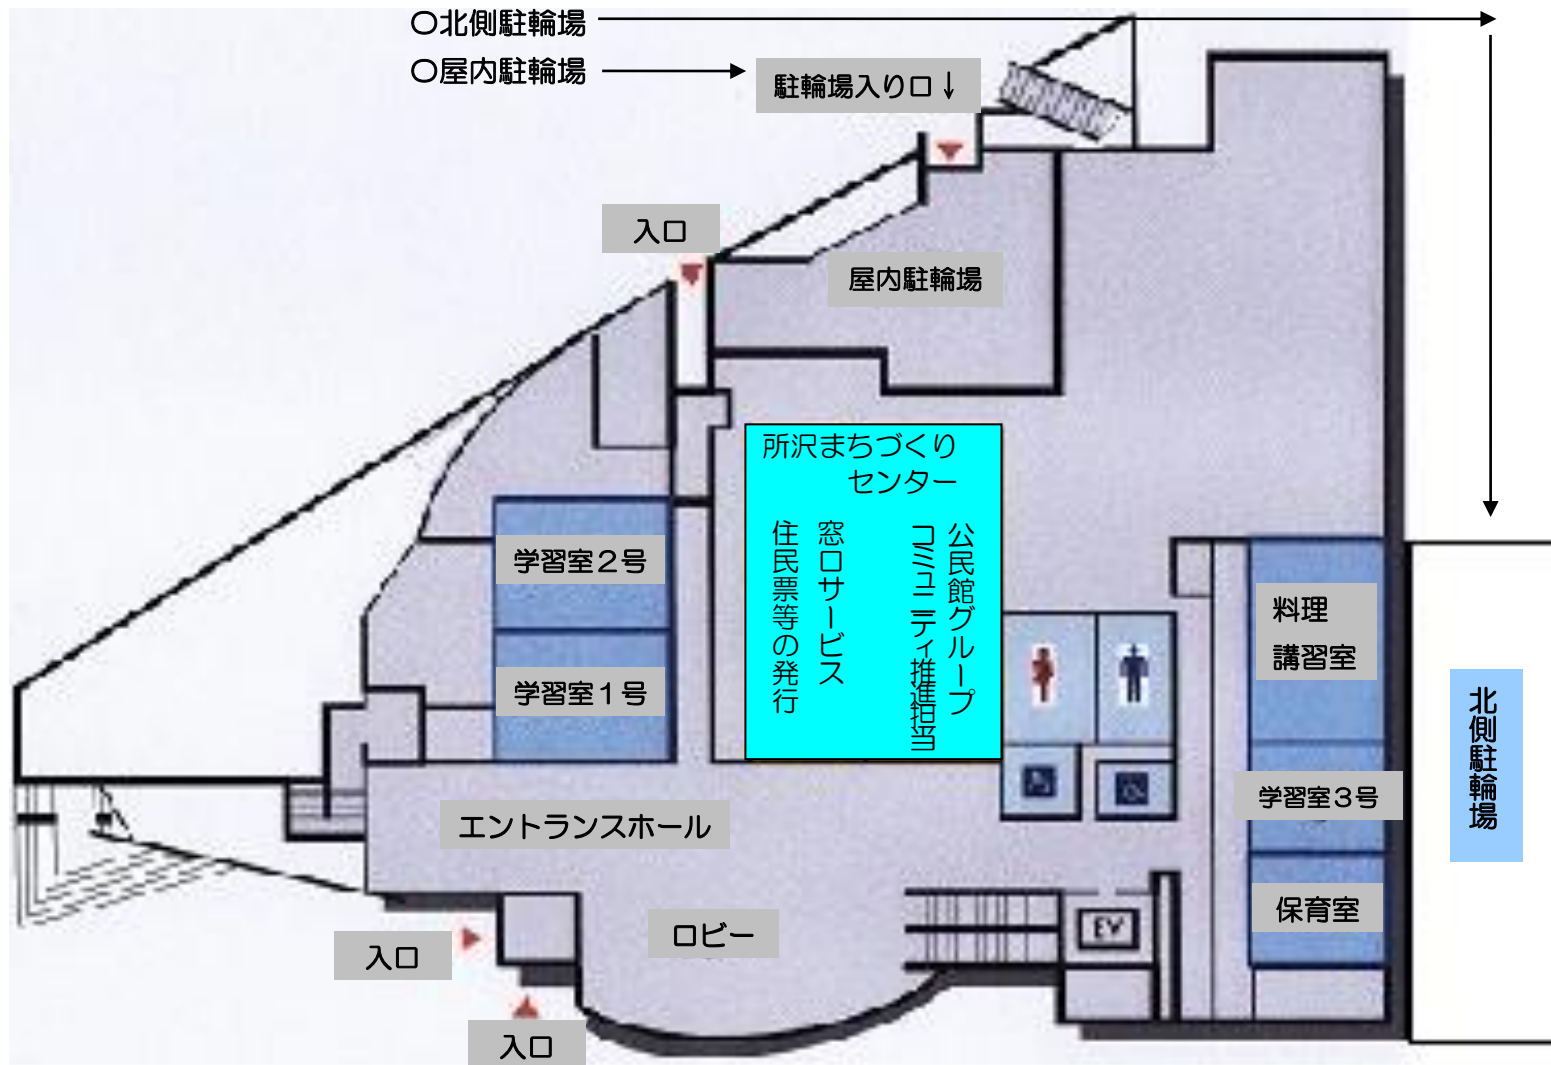 〇北側駐輪場
〇屋内駐輪場
駐輪場入り口↓
入口
屋内駐輪場
所沢まちづくり
センター
公民館グループ
コミュニティ推進担当
窓口サービス
住民票等の発行
学習室2号
学習室1号
料理
講習室
北側駐輪場
学習室3号
エントランスホール
保育室
ロビー
EV
入口
入口